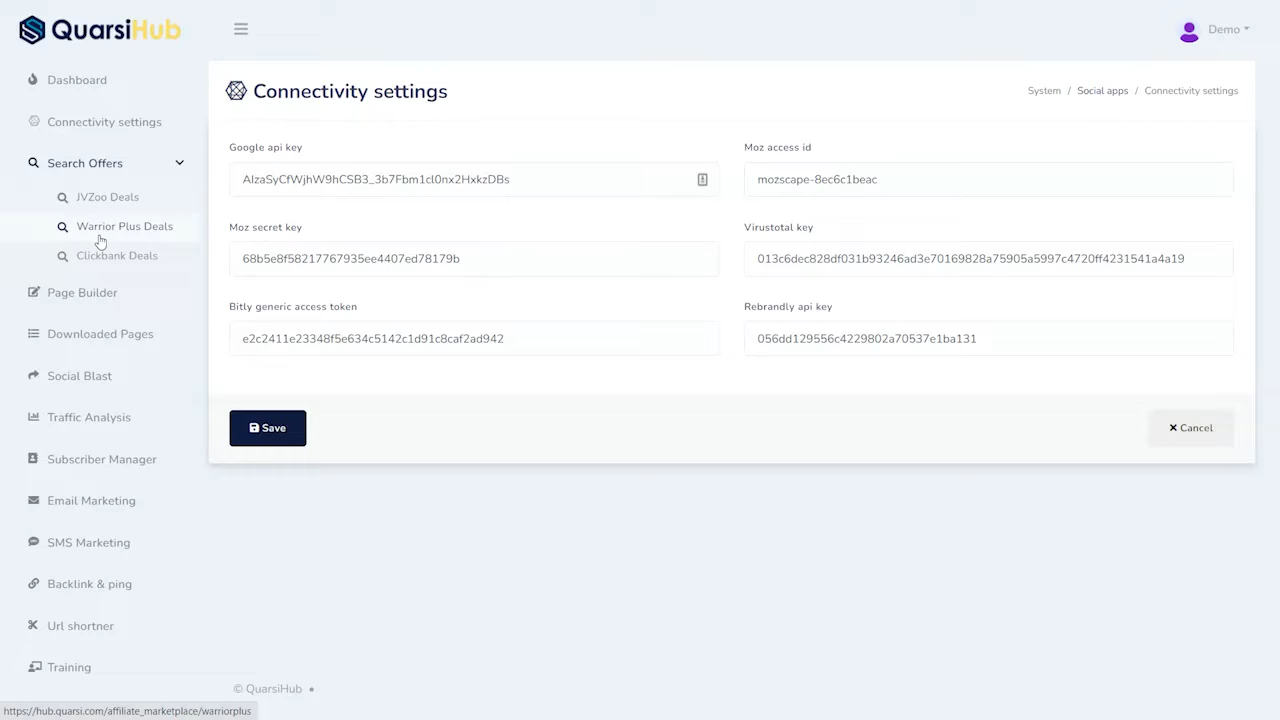 QuarsiHub
Demo
Dashboard
Connectivity settings
Search Offers
JVZoo Deals
Warrior Plus Deals
Clickbank Deals
Page Builder
Downloaded Pages
Social Blast
Traffic Analysis
Subscriber Manager
Email Marketing
SMS Marketing
Backlink & ping
Url shortner
Training
Connectivity settings
System / Social apps / Connectivity settings
Google api key
AIzaSyCfWjhW9hCSB3_3b7Fbm1cl0nx2HxkzDBs
Moz access id
mozscape-8ec6c1beac
Moz secret key
68b5e8f58217767935ee4407ed78179b
Virustotal key
013c6dec828df031b93246ad3e70169828a75905a5997c4720ff4231541a4a19
Bitly generic access token
e2c2411e23348f5e634c5142c1d91c8caf2ad942
Rebrandly api key
056dd129556c4229802a70537e1ba131
Save
Cancel
© QuarsiHub •
https://hub.quarsi.com/affiliate_marketplace/warriorplus